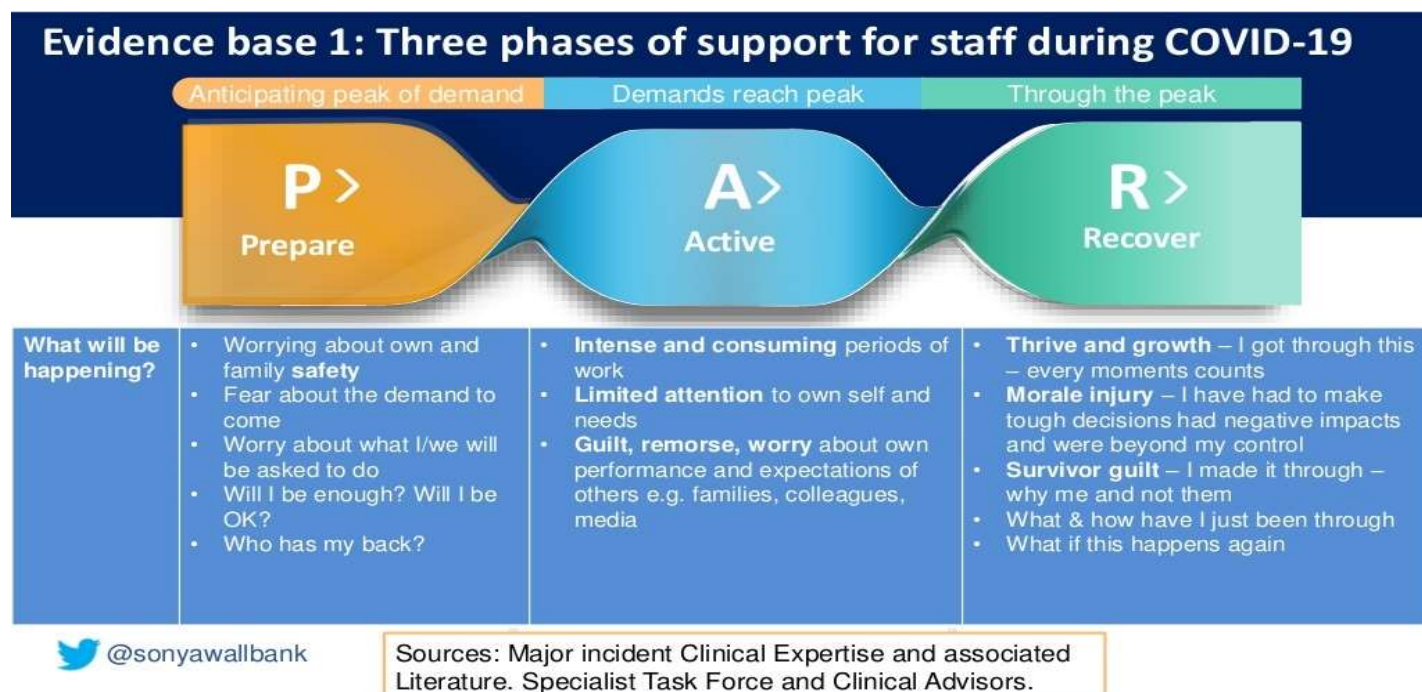 Evidence base 1: Three phases of support for staff during COVID-19
Anticipating peak of demand
Demands reach peak
Through the peak
P >
Prepare
A>
Active
R >
Recover
What will be
happening?
• Worrying about own and
family safety
• Fear about the demand to
come
• Worry about what I/we will
be asked to do
• Will I be enough? Will I be
OK?
• Who has my back?
• Intense and consuming periods of
work
• Limited attention to own self and
needs
• Guilt, remorse, worry about own
performance and expectations of
others e.g. families, colleagues,
media
• Thrive and growth – I got through this
– every moments counts
• Morale injury – I have had to make
tough decisions had negative impacts
and were beyond my control
• Survivor guilt – I made it through –
why me and not them
• What & how have I just been through
• What if this happens again
@sonyawallbank
Sources: Major incident Clinical Expertise and associated
Literature. Specialist Task Force and Clinical Advisors.